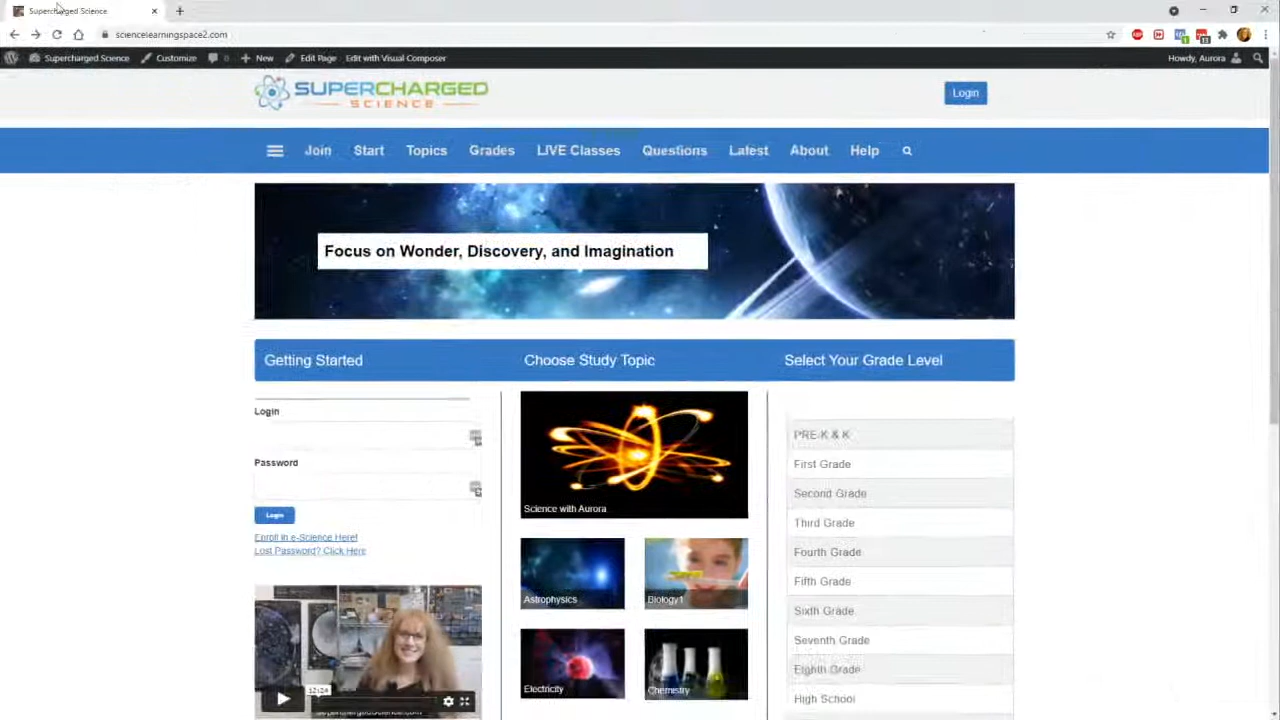 Supercharged Science
sciencelearningspace2.com
Supercharged Science Customize 0 New Edit Page Edit with Visual Composer Howdy, Aurora
SUPERCHARGED
SCIENCE
Login
Join Start Topics Grades LIVE Classes Questions Latest About Help
Focus on Wonder, Discovery, and Imagination
Getting Started Choose Study Topic Select Your Grade Level
Login
Password
Login
Enroll in e-Science Here!
Lost Password? Click Here
12:24
Science with Aurora
Astrophysics Biology1
Electricity Chemistry
PRE-K & K
First Grade
Second Grade
Third Grade
Fourth Grade
Fifth Grade
Sixth Grade
Seventh Grade
Eighth Grade
High School